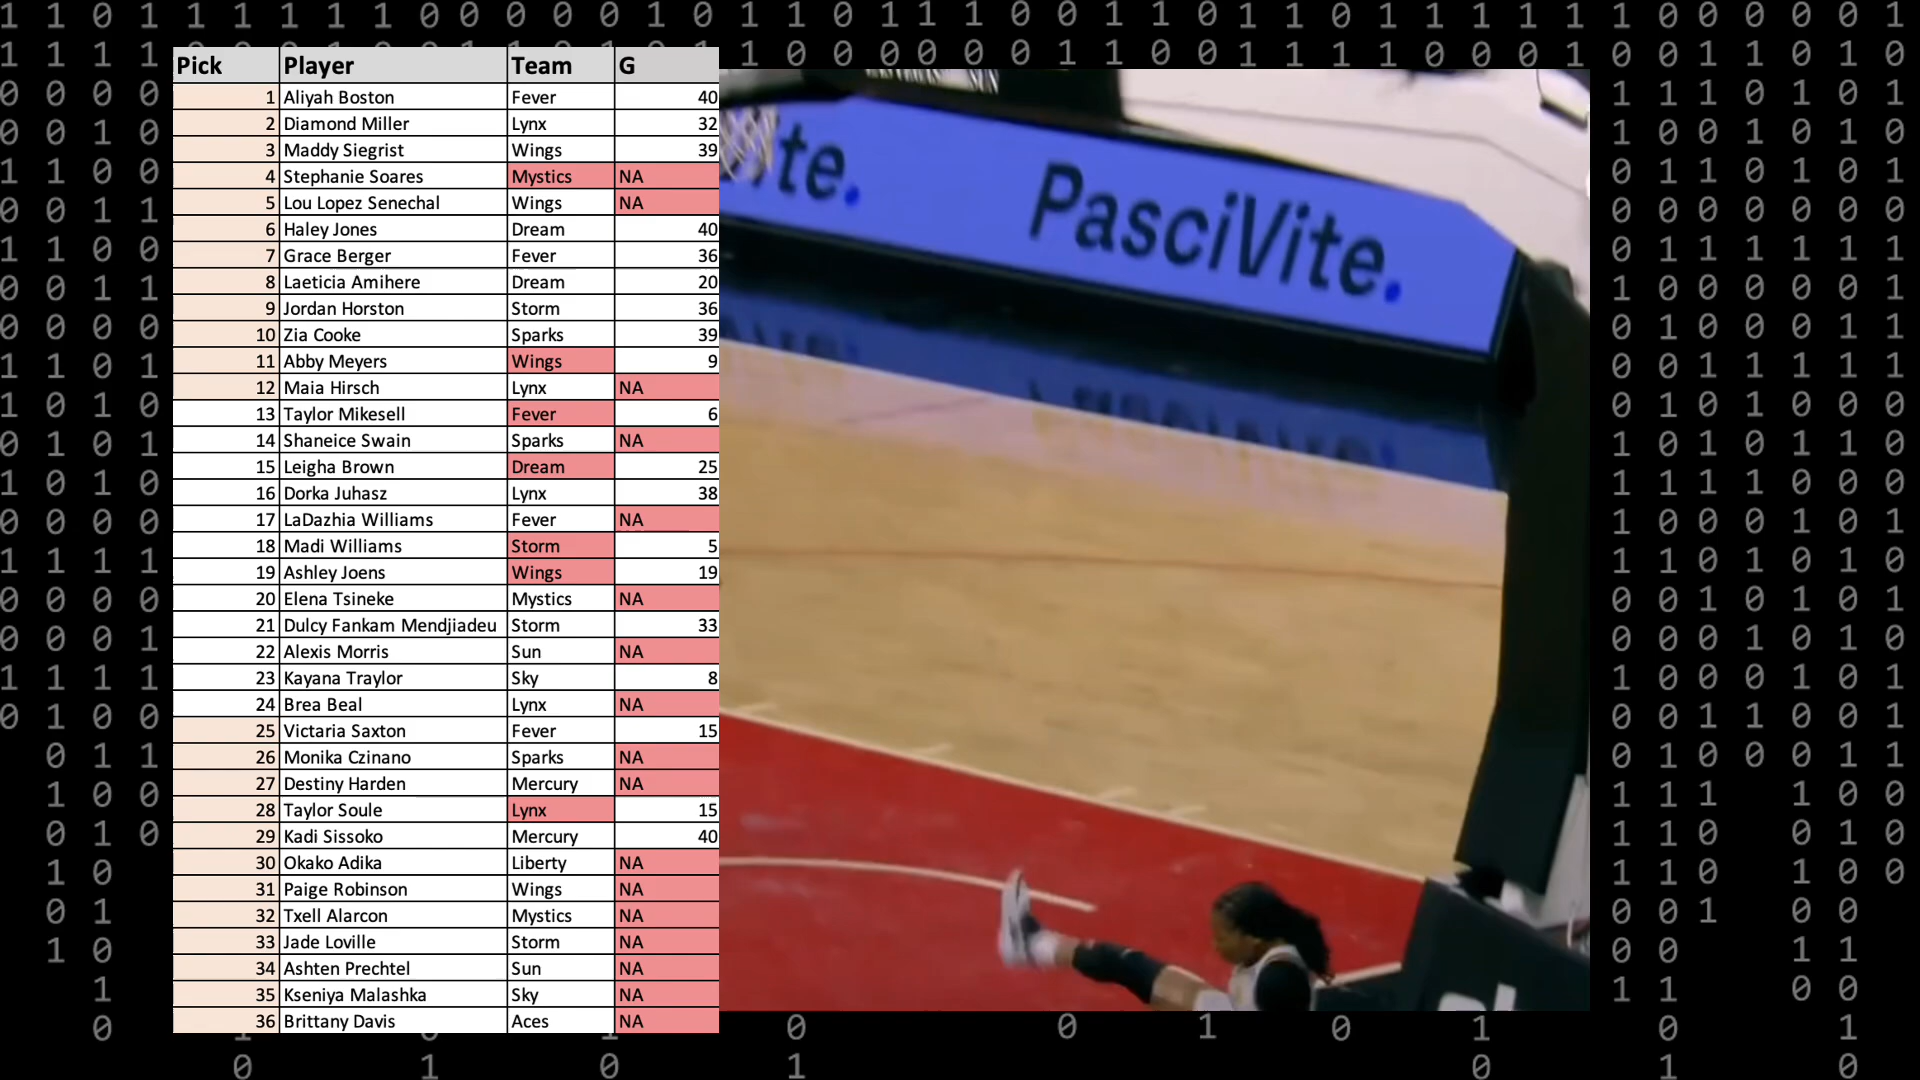 Pick Player Team G
1 Aliyah Boston Fever 40
2 Diamond Miller Lynx 32
3 Maddy Siegrist Wings 39
4 Stephanie Soares Mystics NA
5 Lou Lopez Senechal Wings NA
6 Haley Jones Dream 40
7 Grace Berger Fever 36
8 Laeticia Amihere Dream 20
9 Jordan Horston Storm 36
10 Zia Cooke Sparks 39
11 Abby Meyers Wings 9
12 Maia Hirsch Lynx NA
13 Taylor Mikesell Fever 6
14 Shaneice Swain Sparks NA
15 Leigha Brown Dream 25
16 Dorka Juhasz Lynx 38
17 LaDazhia Williams Fever NA
18 Madi Williams Storm 5
19 Ashley Joens Wings 19
20 Elena Tsineke Mystics NA
21 Dulcy Fankam Mendjiadeu Storm 33
22 Alexis Morris Sun NA
23 Kayana Traylor Sky 8
24 Brea Beal Lynx NA
25 Victaria Saxton Fever 15
26 Monika Czinano Sparks NA
27 Destiny Harden Mercury NA
28 Taylor Soule Lynx 15
29 Kadi Sissoko Mercury 40
30 Okako Adika Liberty NA
31 Paige Robinson Wings NA
32 Txell Alarcon Mystics NA
33 Jade Loville Storm NA
34 Ashten Prechtel Sun NA
35 Kseniya Malashka Sky NA
36 Brittany Davis Aces NA
ite.
PasciVite.